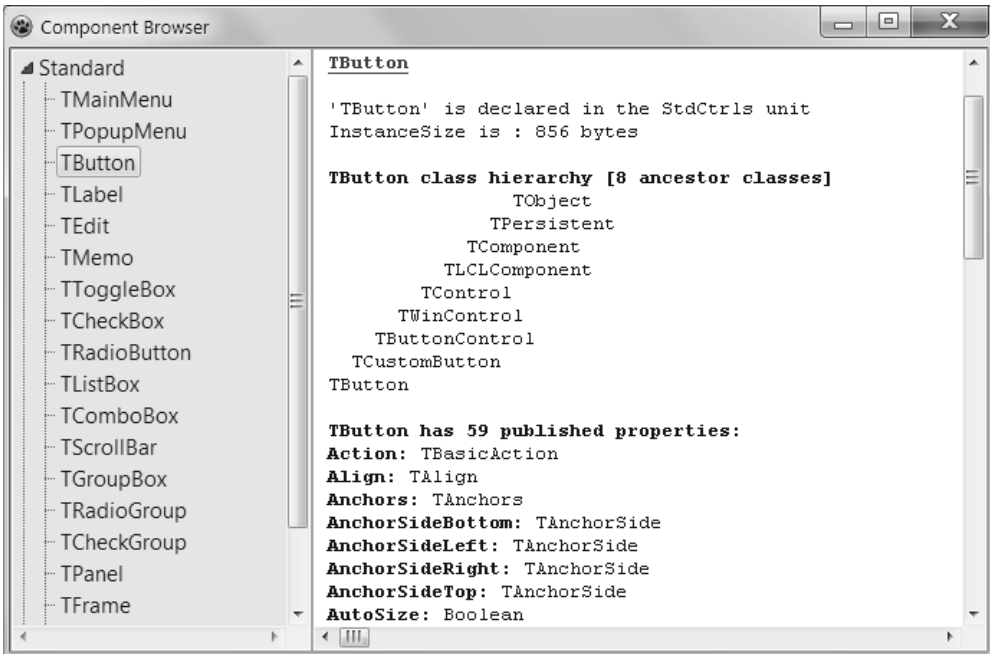 Component Browser
Standard
TMainMenu
TPopupMenu
TButton
TLabel
TEdit
TMemo
TToggleBox
TCheckBox
TRadioButton
TListBox
TComboBox
TScrollBar
TGroupBox
TRadioGroup
TCheckGroup
TPanel
TFrame
TButton
'TButton' is declared in the StdCtrls unit
InstanceSize is : 856 bytes
TButton class hierarchy [8 ancestor classes]
TObject
TPersistent
TComponent
TLCLComponent
TControl
TWinControl
TButtonControl
TCustomButton
TButton
TButton has 59 published properties:
Action: TBasicAction
Align: TAlign
Anchors: TAnchors
AnchorSideBottom: TAnchorSide
AnchorSideLeft: TAnchorSide
AnchorSideRight: TAnchorSide
AnchorSideTop: TAnchorSide
AutoSize: Boolean